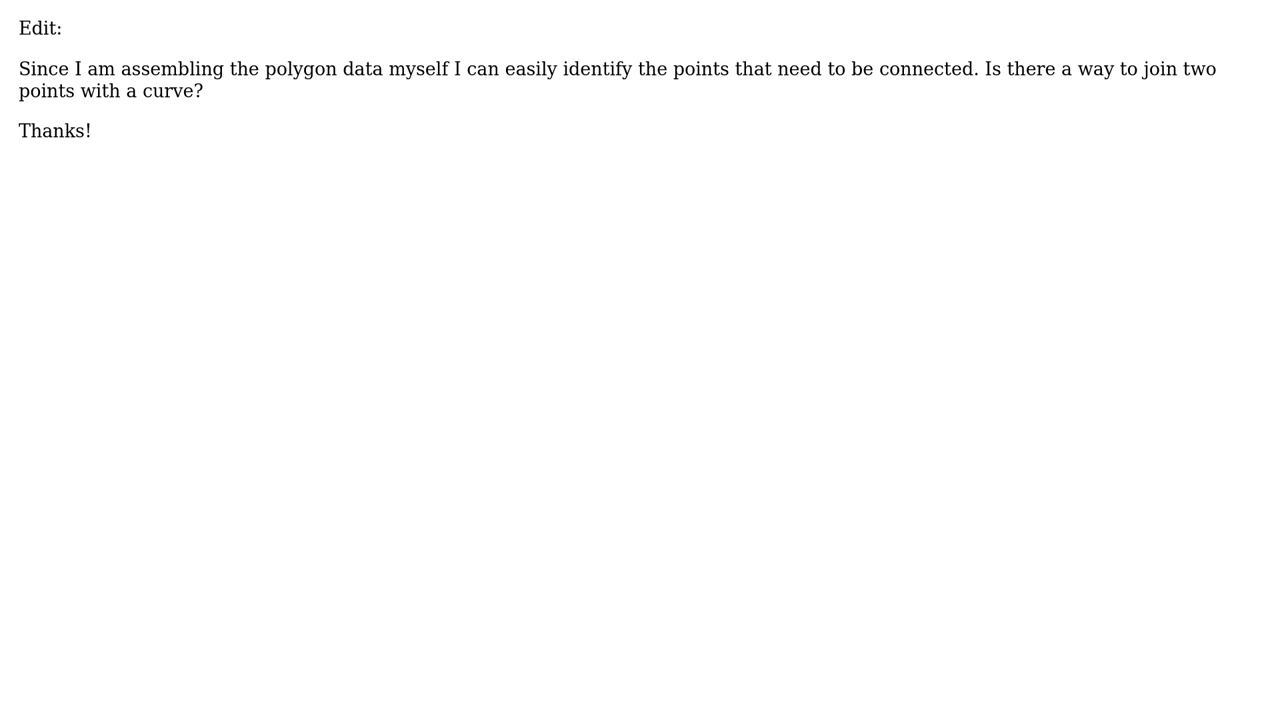 Edit:
Since I am assembling the polygon data myself I can easily identify the points that need to be connected. Is there a way to join two
points with a curve?
Thanks!